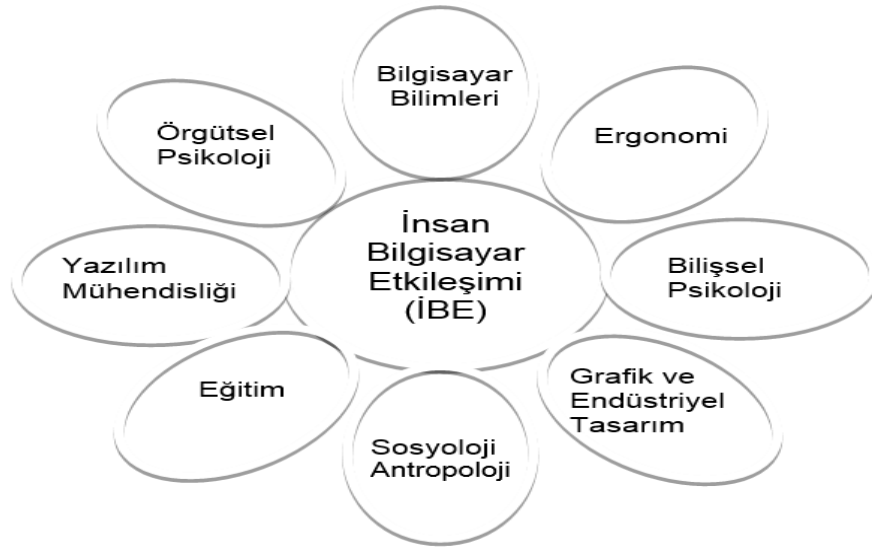 Bilgisayar
Bilimleri
Örgütsel
Psikoloji
Ergonomi
İnsan
Bilgisayar
Etkileşimi
(İBE)
Yazılım
Mühendisliği
Bilişsel
Psikoloji
Eğitim
Grafik ve
Endüstriyel
Tasarım
Sosyoloji
Antropoloji